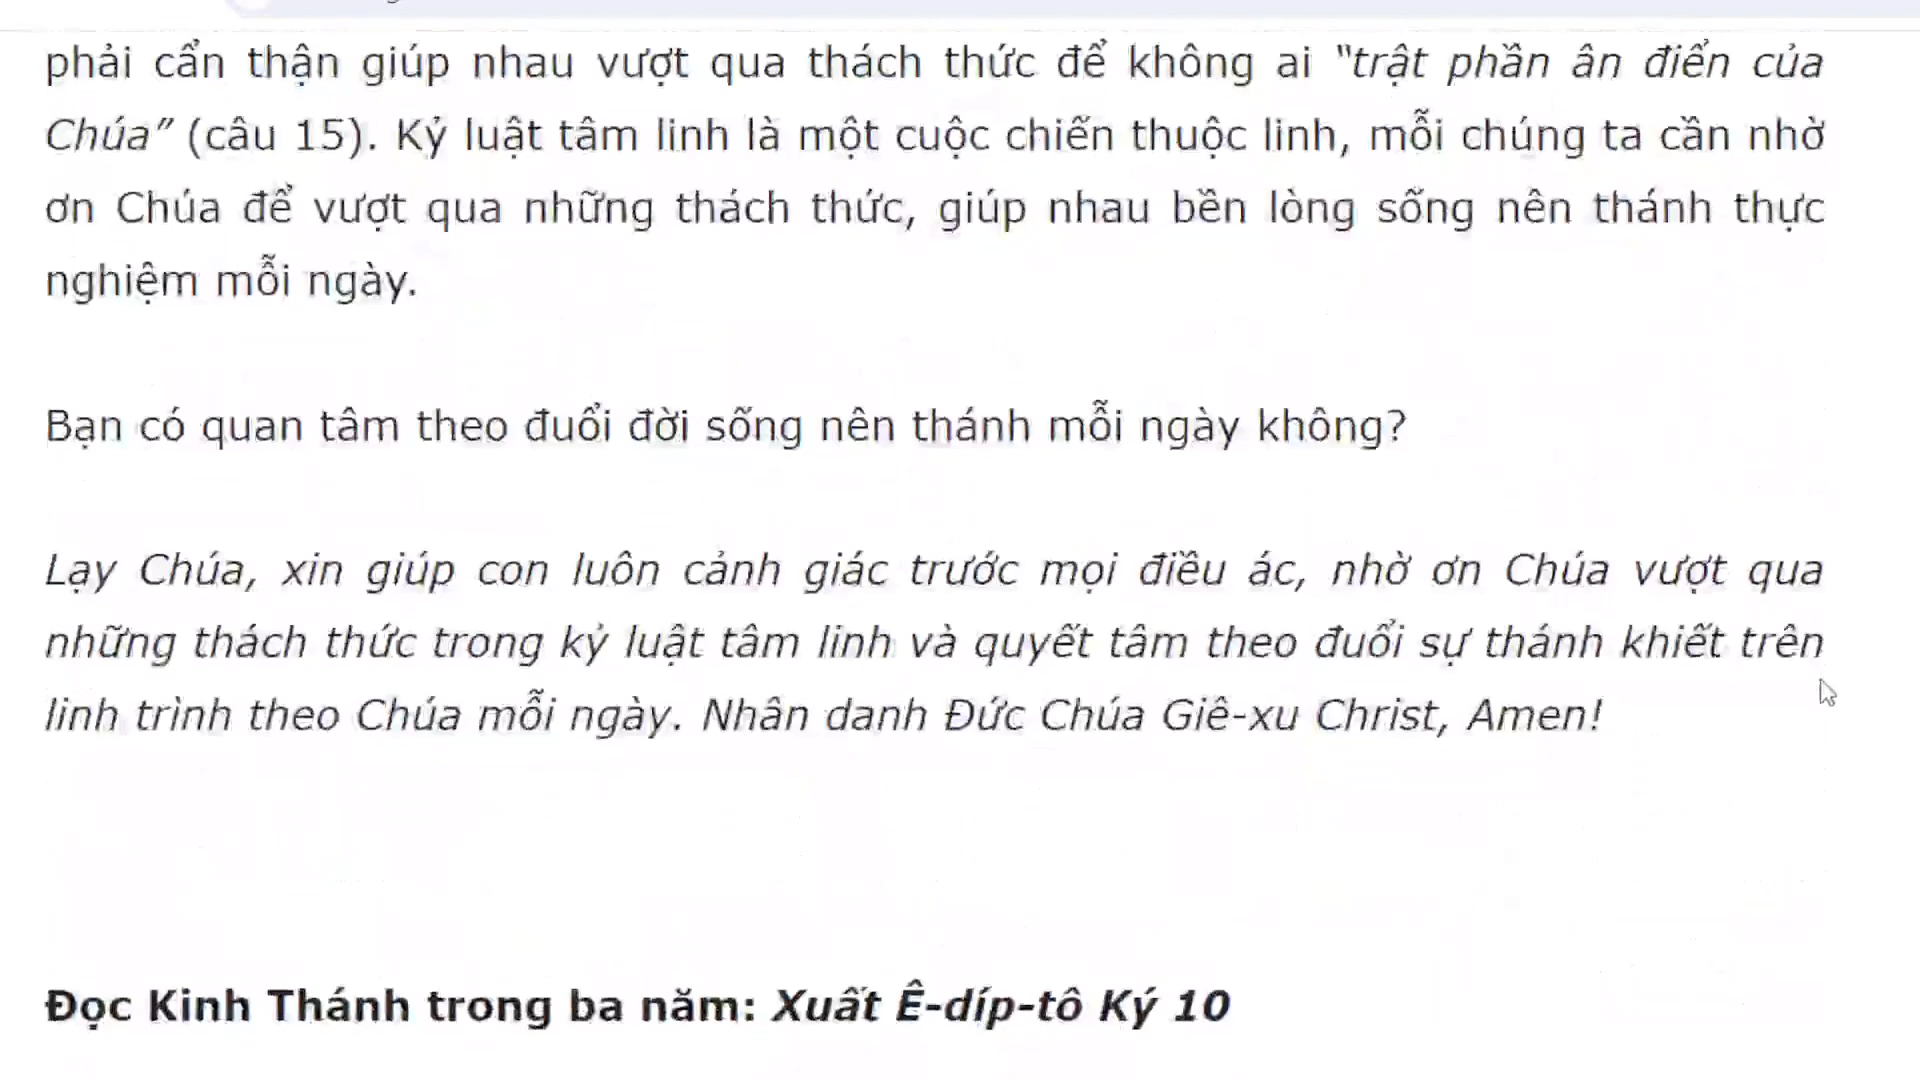 phải cẩn thận giúp nhau vượt qua thách thức để không ai “trật phần ân điển của
Chúa” (câu 15). Kỷ luật tâm linh là một cuộc chiến thuộc linh, mỗi chúng ta cần nhờ
ơn Chúa để vượt qua những thách thức, giúp nhau bền lòng sống nên thánh thực
nghiệm mỗi ngày.
Bạn có quan tâm theo đuổi đời sống nên thánh mỗi ngày không?
Lạy Chúa, xin giúp con luôn cảnh giác trước mọi điều ác, nhờ ơn Chúa vượt qua
những thách thức trong kỷ luật tâm linh và quyết tâm theo đuổi sự thánh khiết trên
linh trình theo Chúa mỗi ngày. Nhân danh Đức Chúa Giê-xu Christ, Amen!
Đọc Kinh Thánh trong ba năm: Xuất Ê-díp-tô Ký 10